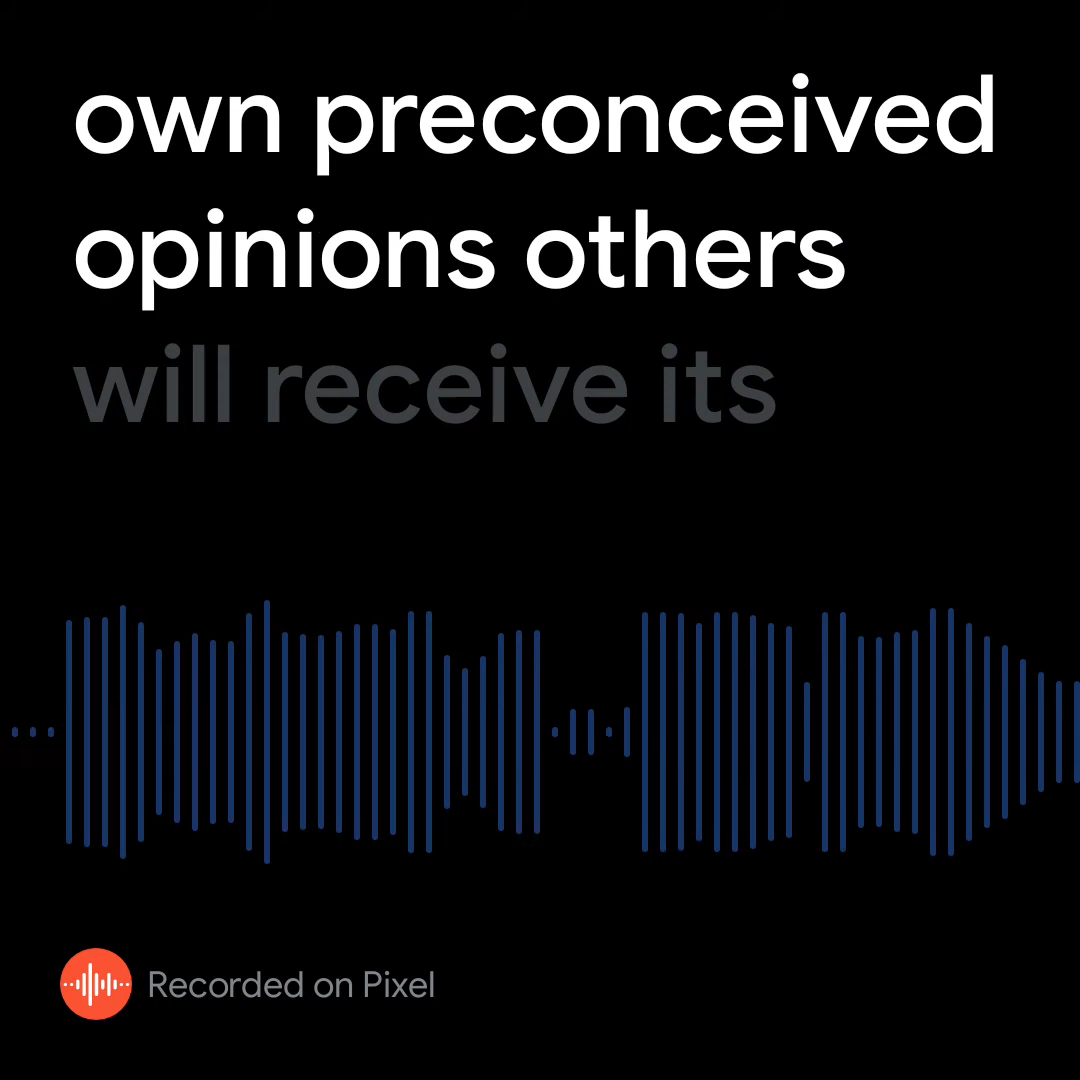 own preconceived
opinions others
will receive its
Recorded on Pixel